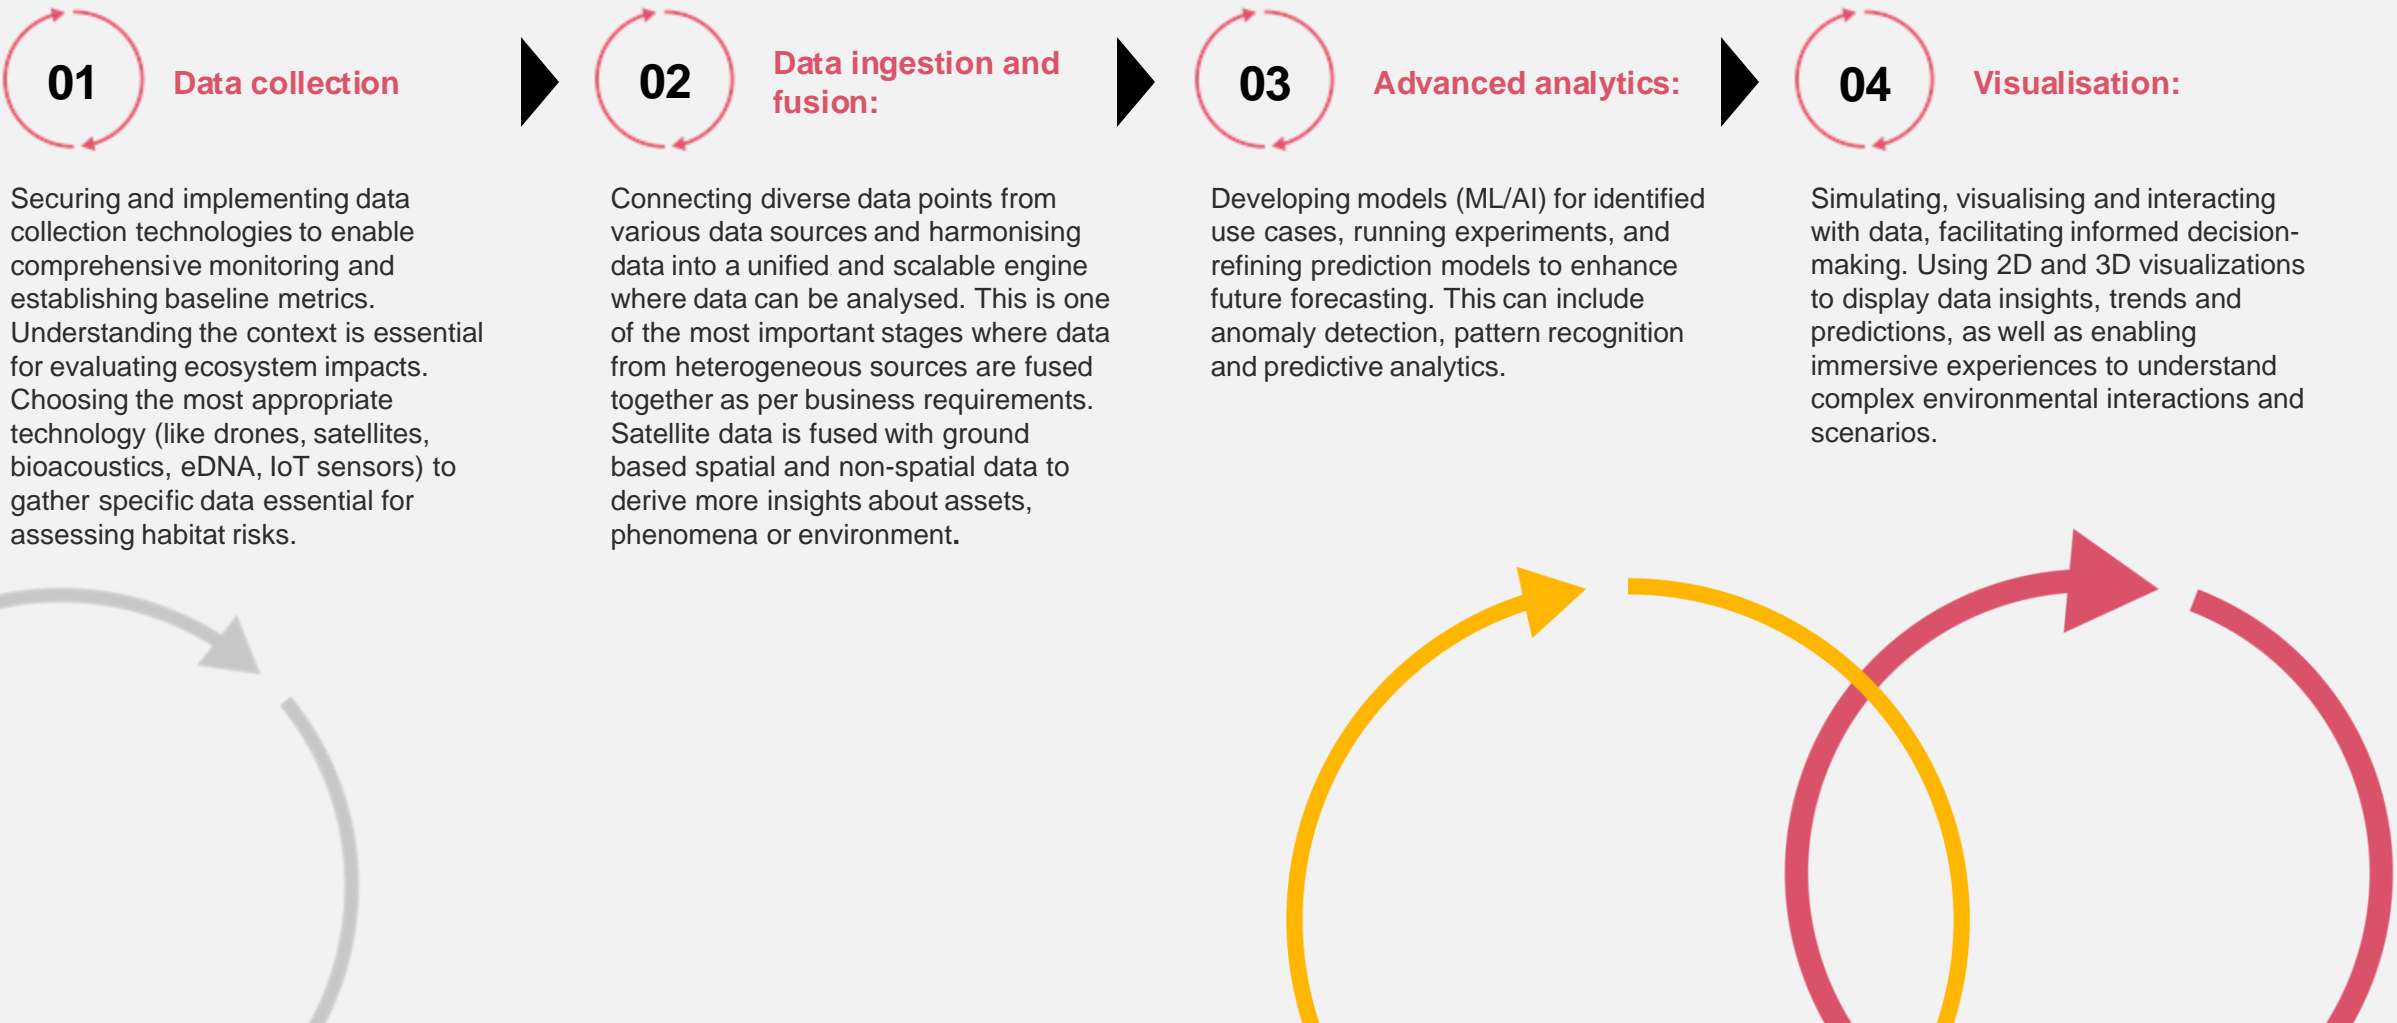 01
Data collection
Securing and implementing data
collection technologies to enable
comprehensive monitoring and
establishing baseline metrics.
Understanding the context is essential
for evaluating ecosystem impacts.
Choosing the most appropriate
technology (like drones, satellites,
bioacoustics, eDNA, IoT sensors) to
gather specific data essential for
assessing habitat risks.
02
Data ingestion and
fusion:
Connecting diverse data points from
various data sources and harmonising
data into a unified and scalable engine
where data can be analysed. This is one
of the most important stages where data
from heterogeneous sources are fused
together as per business requirements.
Satellite data is fused with ground
based spatial and non-spatial data to
derive more insights about assets,
phenomena or environment.
03
Advanced analytics:
Developing models (ML/AI) for identified
use cases, running experiments, and
refining prediction models to enhance
future forecasting. This can include
anomaly detection, pattern recognition
and predictive analytics.
04
Visualisation:
Simulating, visualising and interacting
with data, facilitating informed decision-
making. Using 2D and 3D visualizations
to display data insights, trends and
predictions, as well as enabling
immersive experiences to understand
complex environmental interactions and
scenarios.